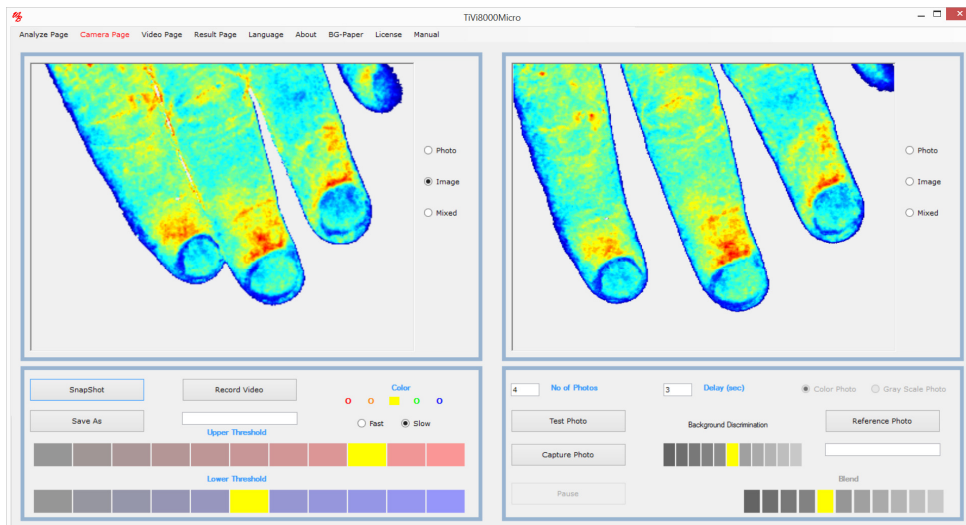 TiVi8000Micro
Analyze Page Camera Page Video Page Result Page Language About BG-Paper License Manual
Photo
Image
Mixed
Photo
Image
Mixed
SnapShot
Record Video
Color
Save As
Fast
Slow
Upper Threshold
Lower Threshold
4 No of Photos
3 Delay (sec)
Color Photo
Gray Scale Photo
Test Photo
Background Discrimination
Reference Photo
Capture Photo
Pause
Blend